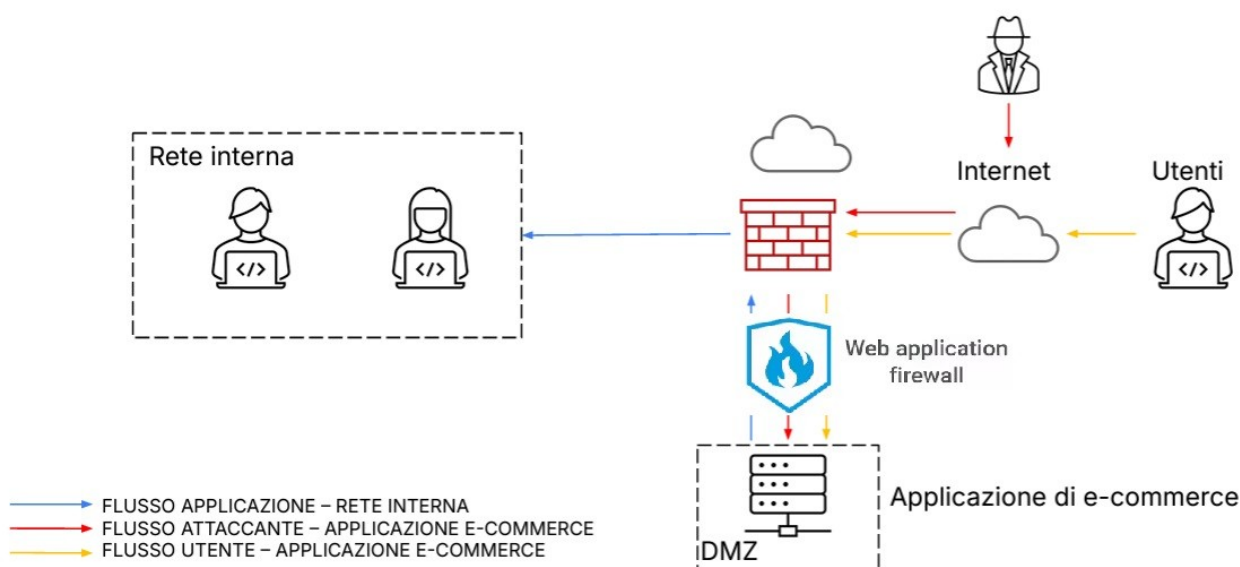 Rete interna
Internet
Utenti
Web application
firewall
Applicazione di e-commerce
DMZ
FLUSSO APPLICAZIONE – RETE INTERNA
FLUSSO ATTACCANTE – APPLICAZIONE E-COMMERCE
FLUSSO UTENTE – APPLICAZIONE E-COMMERCE